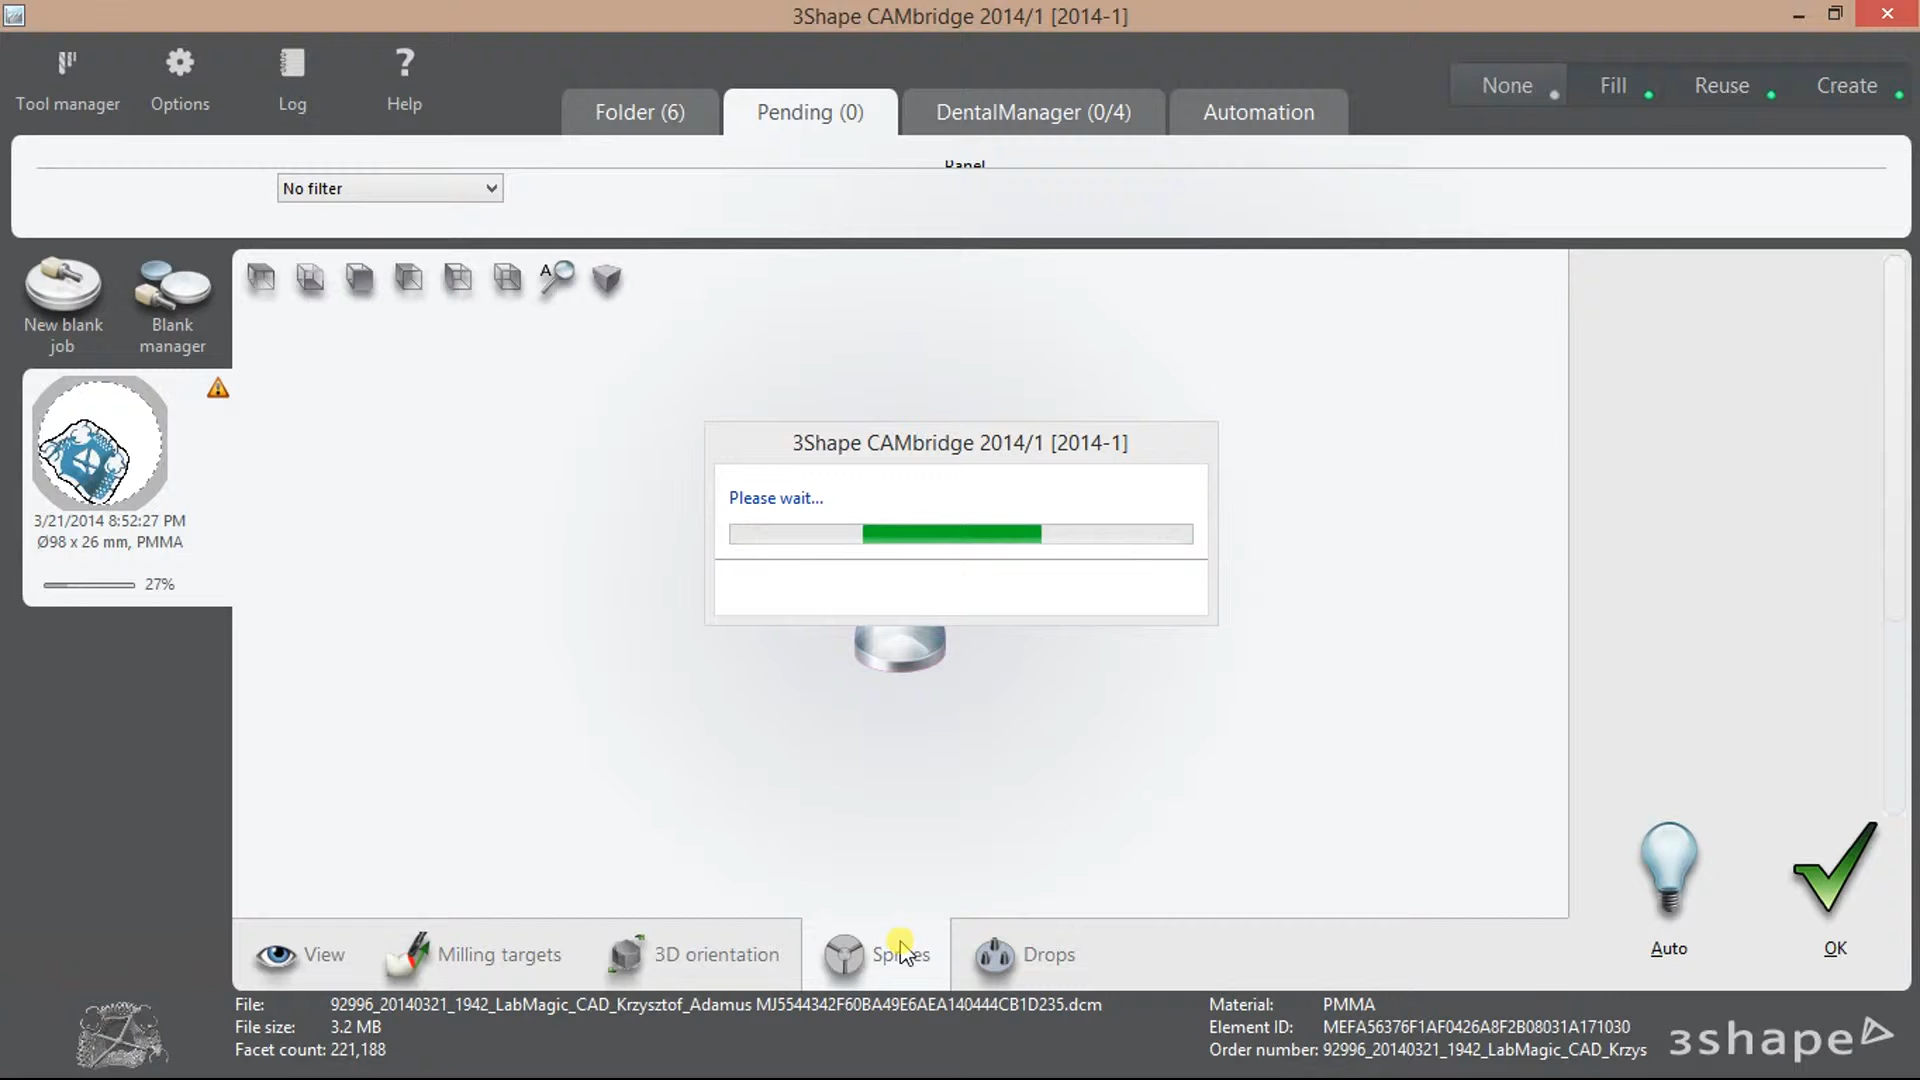 3Shape CAMbridge 2014/1 [2014-1]
Tool manager
Options
Log
? Help
Folder (6)
Pending (0)
DentalManager (0/4)
Automation
None
Fill
Reuse
Create
Panel
No filter
New blank job
Blank manager
3/21/2014 8:52:27 PM
Ø98 x 26 mm, PMMA
27%
A
3Shape CAMbridge 2014/1 [2014-1]
Please wait...
Auto
OK
View
Milling targets
3D orientation
Sprues
Drops
File: 92996_20140321_1942_LabMagic_CAD_Krzysztof_Adamus MJ5544342F60BA49E6AEA140444CB1D235.dcm
File size: 3.2 MB
Facet count: 221,188
Material: PMMA
Element ID: MEFA56376F1AF0426A8F2B08031A171030
Order number: 92996_20140321_1942_LabMagic_CAD_Krzys
3shape